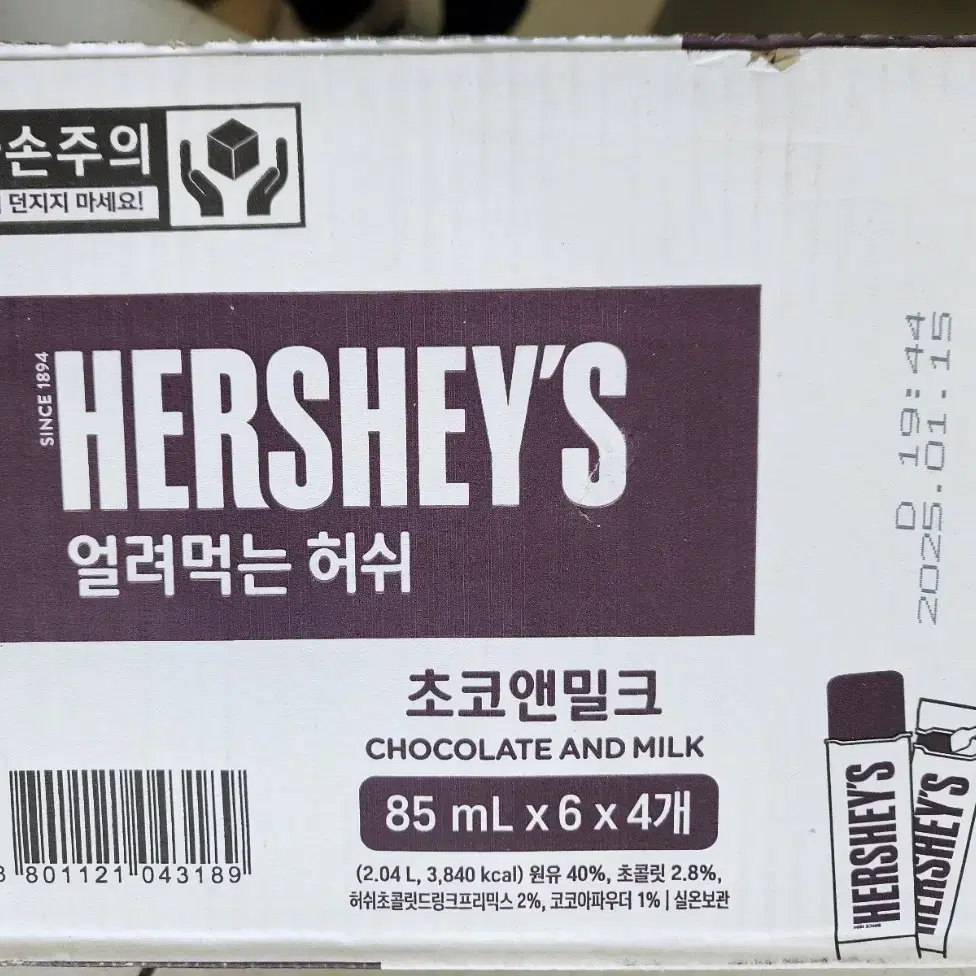 손주의
던지지 마세요!
SINCE 1894
HERSHEY'S
얼려먹는 허쉬
D 19:44
2025.01.15
초코앤밀크
CHOCOLATE AND MILK
85 mL x 6 x 4개
(2.04 L, 3,840 kcal) 원유 40%, 초콜릿 2.8%,
허쉬초콜릿드링크프리믹스 2%, 코코아파우더 1% | 실온보관
8 801121 043189
HERSHEY'S
HERSHEY'S